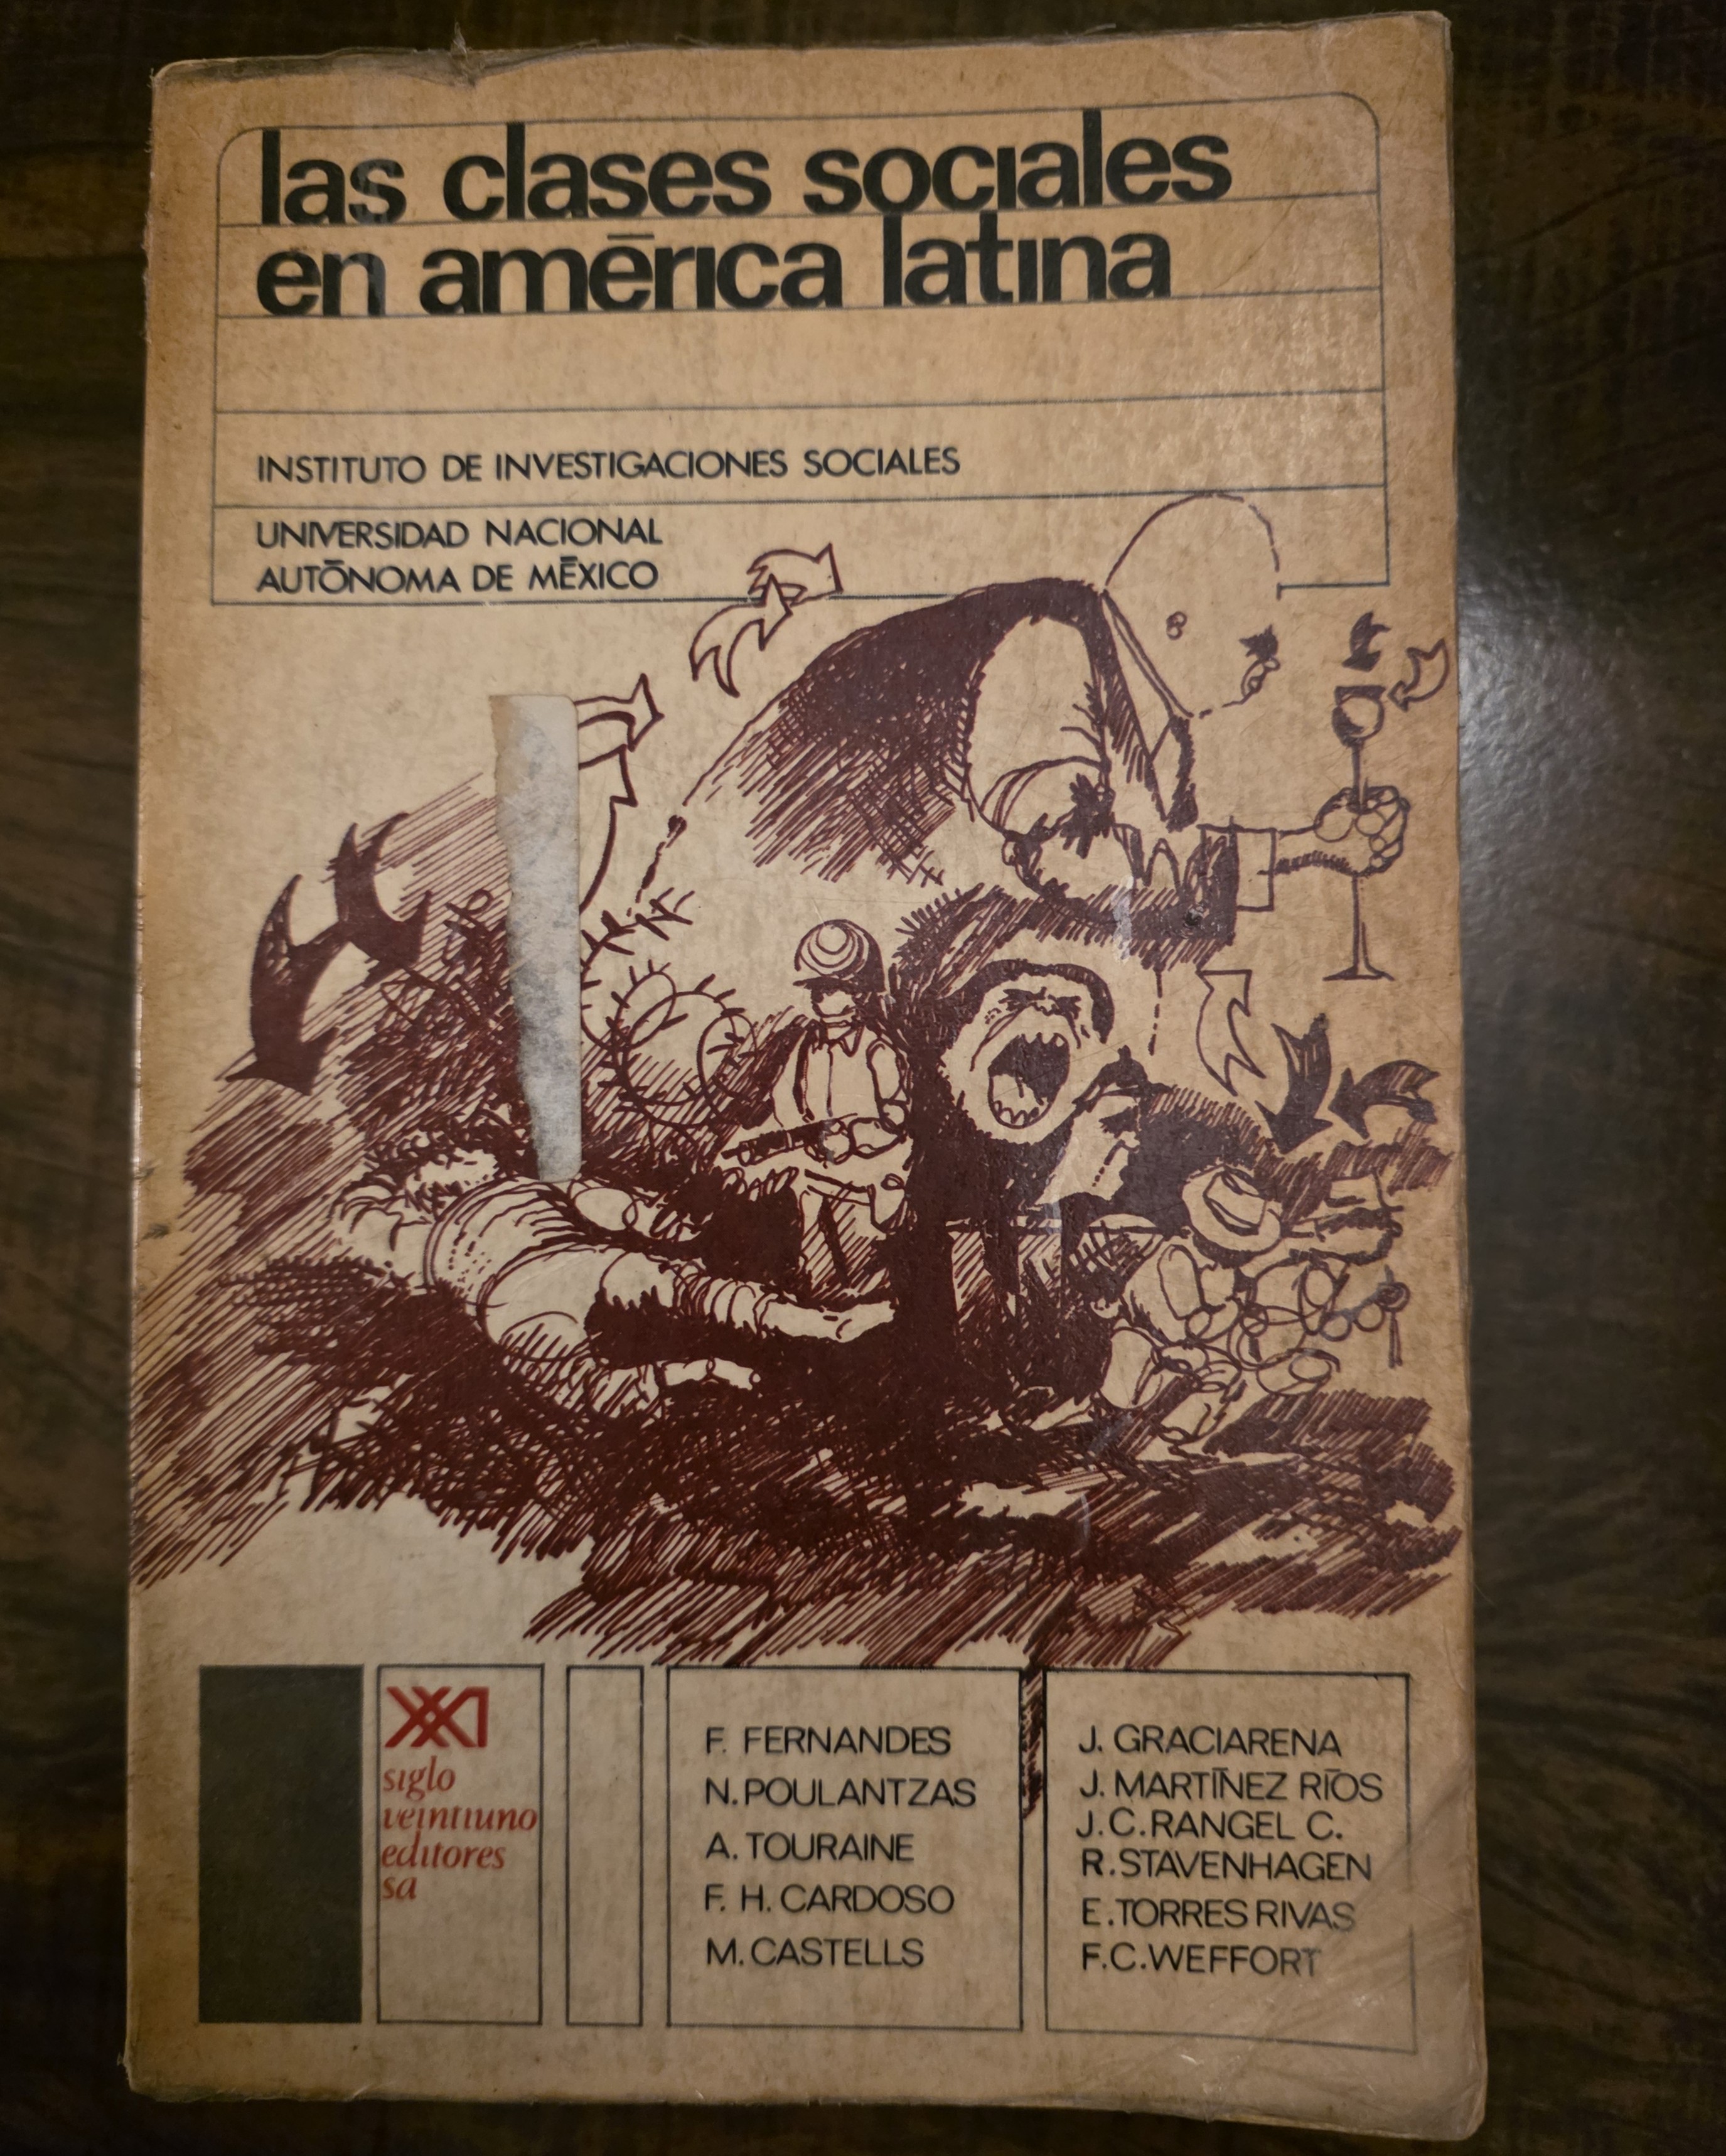 las clases sociales
en américa latina
INSTITUTO DE INVESTIGACIONES SOCIALES
UNIVERSIDAD NACIONAL
AUTÓNOMA DE MÉXICO
XXI
siglo
veintiuno
editores
sa
F. FERNANDES
N. POULANTZAS
A. TOURAINE
F. H. CARDOSO
M. CASTELLS
J. GRACIARENA
J. MARTÍNEZ RÍOS
J. C. RANGEL C.
R. STAVENHAGEN
E. TORRES RIVAS
F. C. WEFFORT